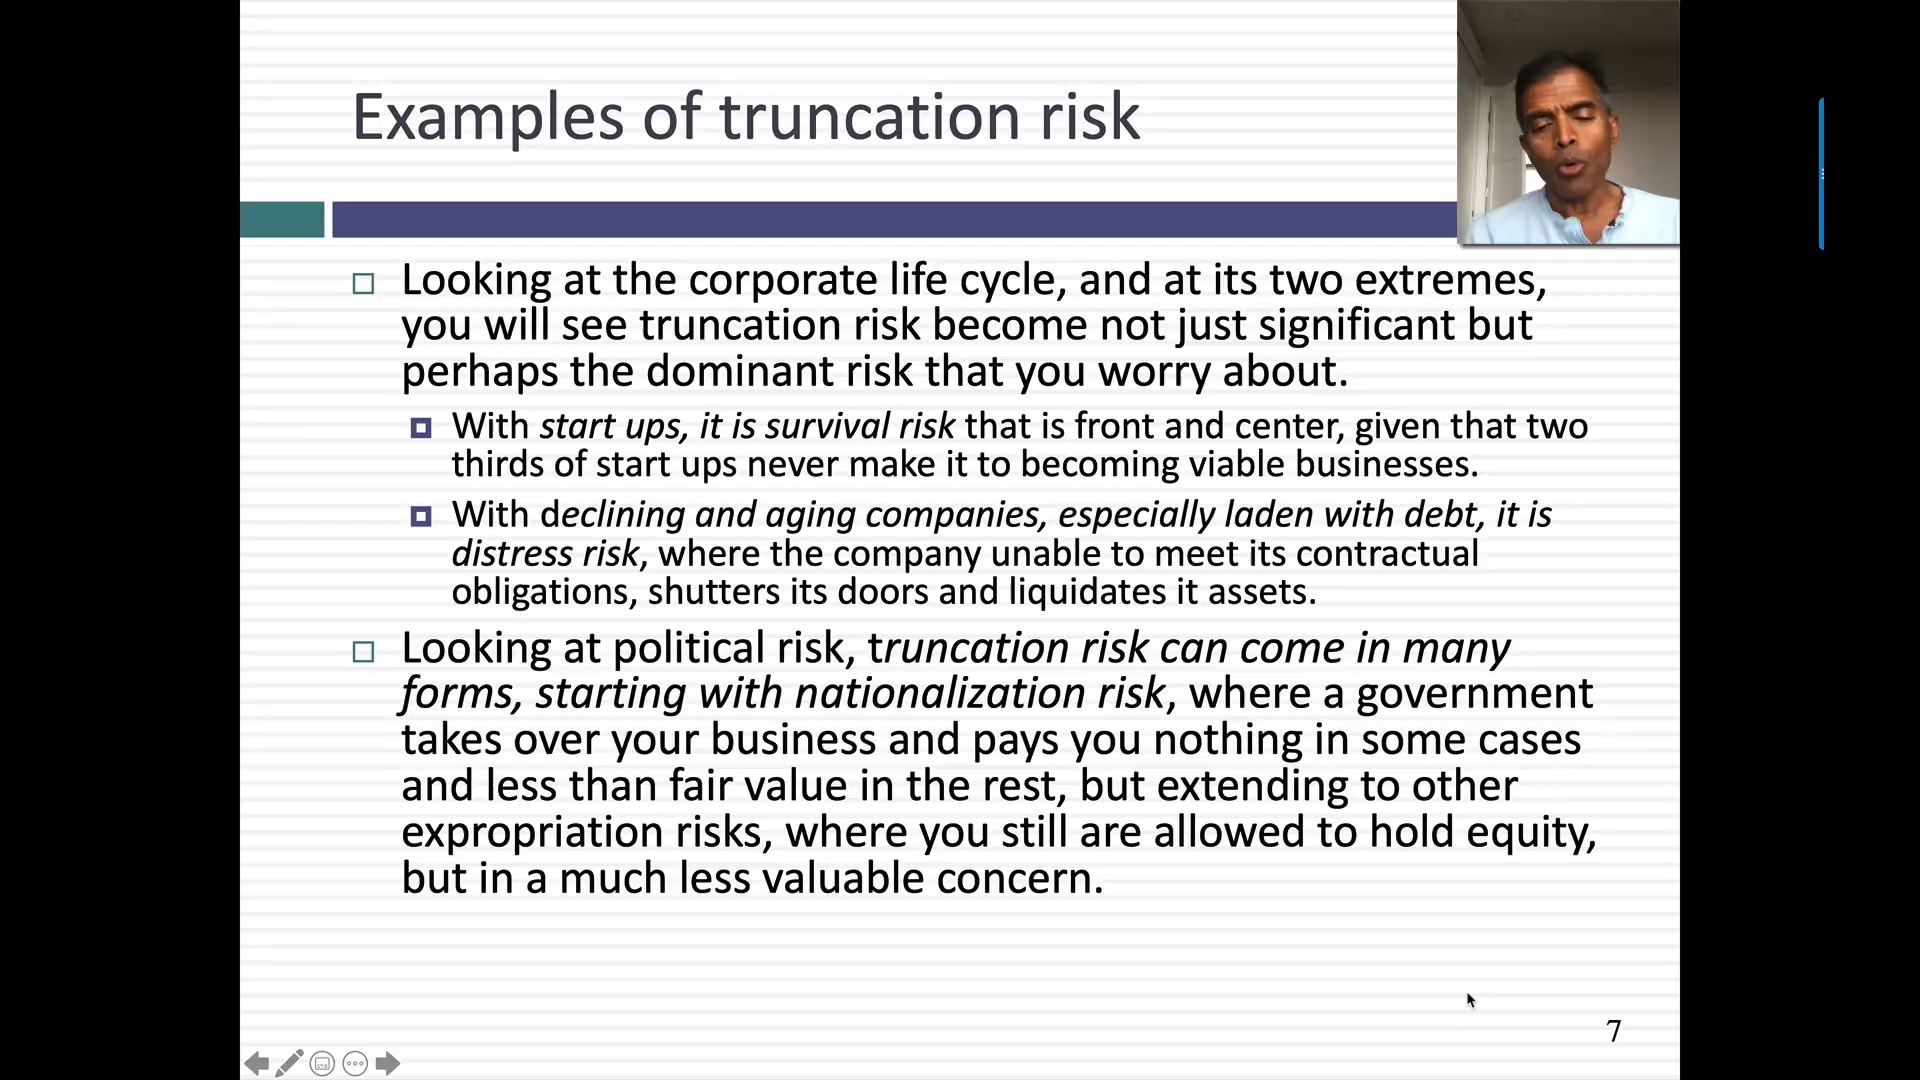 Examples of truncation risk
Looking at the corporate life cycle, and at its two extremes,
you will see truncation risk become not just significant but
perhaps the dominant risk that you worry about.
With start ups, it is survival risk that is front and center, given that two
thirds of start ups never make it to becoming viable businesses.
With declining and aging companies, especially laden with debt, it is
distress risk, where the company unable to meet its contractual
obligations, shutters its doors and liquidates it assets.
Looking at political risk, truncation risk can come in many
forms, starting with nationalization risk, where a government
takes over your business and pays you nothing in some cases
and less than fair value in the rest, but extending to other
expropriation risks, where you still are allowed to hold equity,
but in a much less valuable concern.
7